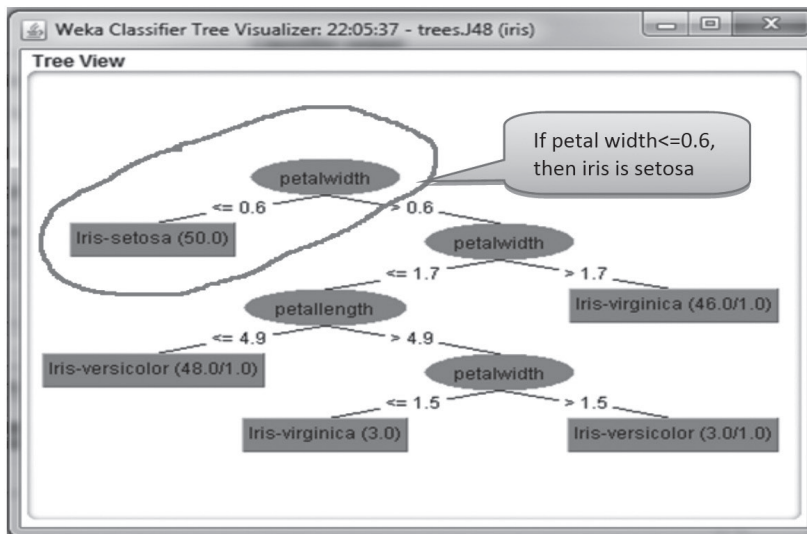 Weka Classifier Tree Visualizer: 22:05:37 - trees.J48 (iris)
Tree View
If petal width<=0.6,
then iris is setosa
petalwidth
<= 0.6
> 0.6
Iris-setosa (50.0)
petalwidth
<= 1.7
> 1.7
petallength
Iris-virginica (46.0/1.0)
<= 4.9
> 4.9
Iris-versicolor (48.0/1.0)
petalwidth
<= 1.5
> 1.5
Iris-virginica (3.0)
Iris-versicolor (3.0/1.0)